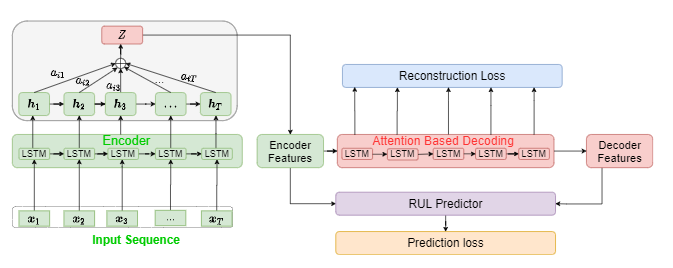 Z
a_{i1} a_{i2} a_{i3} ... a_{tT}
h_1 h_2 h_3 ... h_T
Encoder
LSTM LSTM LSTM LSTM LSTM
x_1 x_2 x_3 ... x_T
Input Sequence
Reconstruction Loss
Encoder
Features
Attention Based Decoding
LSTM LSTM LSTM LSTM LSTM
Decoder
Features
RUL Predictor
Prediction loss